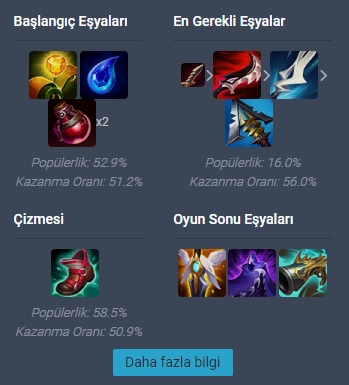 Başlangıç Eşyaları
x2
Popülerlik: 52.9%
Kazanma Oranı: 51.2%
En Gerekli Eşyalar
Popülerlik: 16.0%
Kazanma Oranı: 56.0%
Çizmesi
Popülerlik: 58.5%
Kazanma Oranı: 50.9%
Oyun Sonu Eşyaları
Daha fazla bilgi